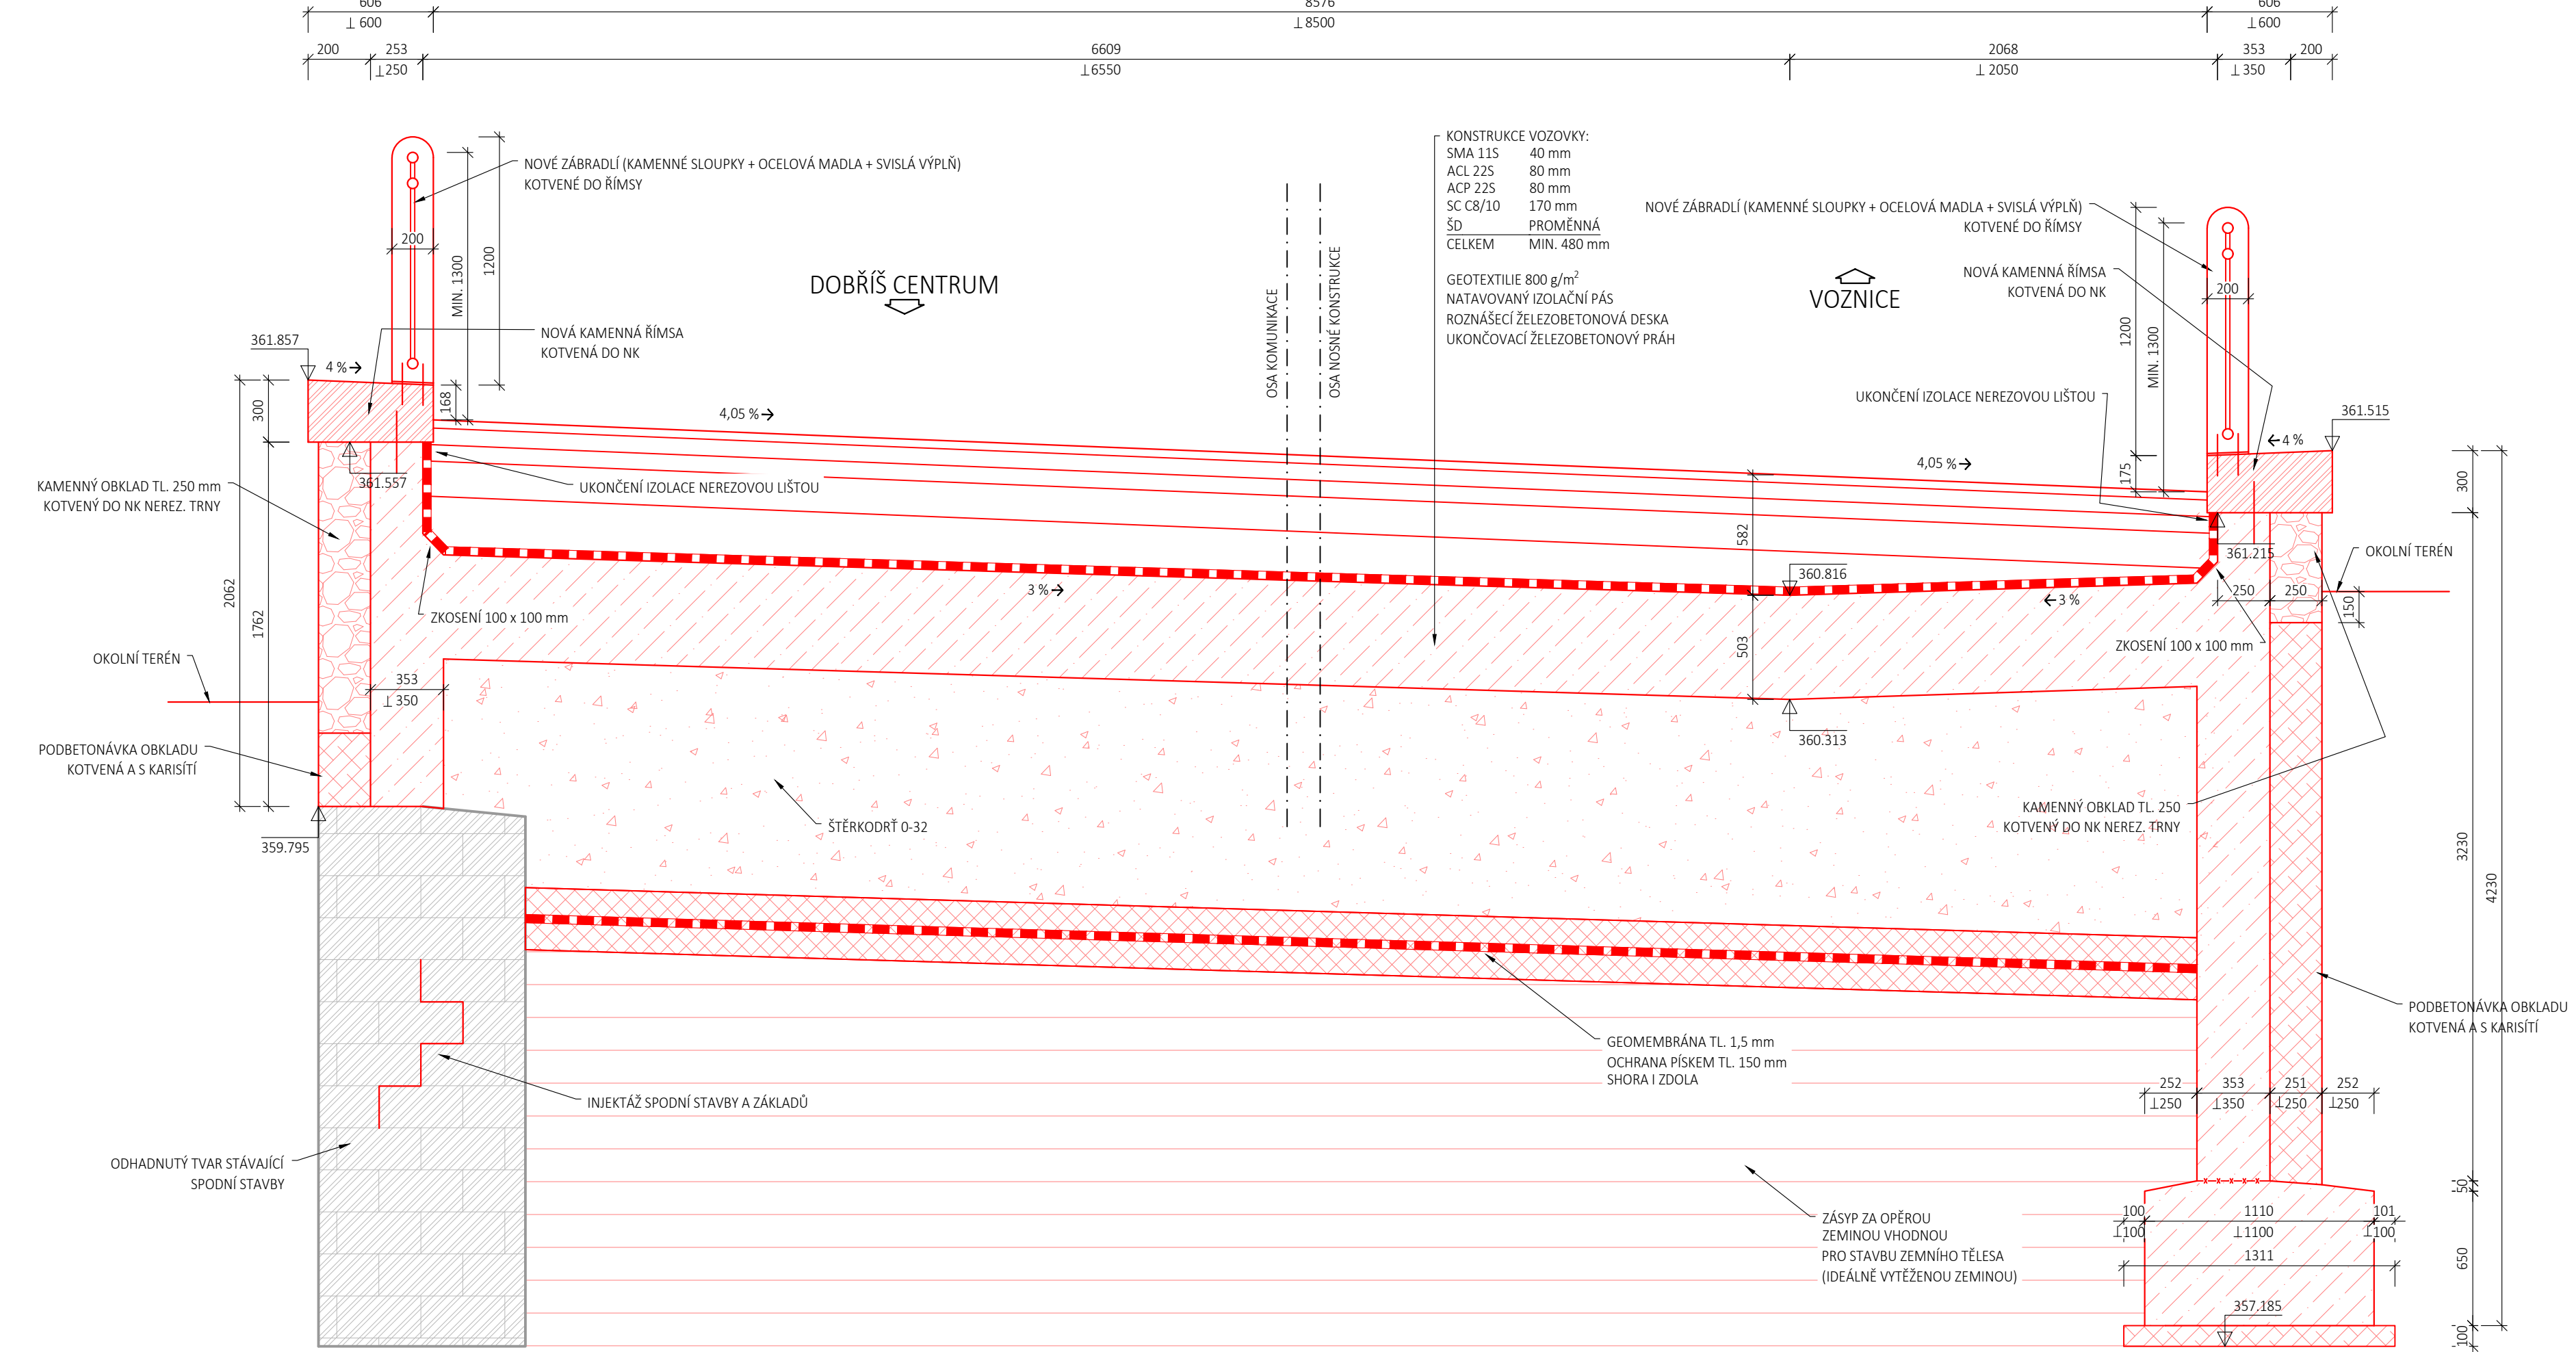 606
8576
606
⊥600
⊥8500
⊥600
200
253
6609
2068
353
200
⊥250
⊥6550
⊥ 2050
⊥ 350
NOVÉ ZÁBRADLÍ (KAMENNÉ SLOUPKY + OCELOVÁ MADLA + SVISLÁ VÝPLŇ)
KOTVENÉ DO ŘÍMSY
200
MIN. 1300
1200
DOBŘÍŠ CENTRUM
NOVÁ KAMENNÁ ŘÍMSA
KOTVENÁ DO NK
361.857
4 %
300
168
4,05 %
OSA KOMUNIKACE
OSA NOSNÉ KONSTRUKCE
KONSTRUKCE VOZOVKY:
SMA 11S 40 mm
ACL 22S 80 mm
ACP 22S 80 mm
SC C8/10 170 mm
ŠD PROMĚNNÁ
CELKEM MIN. 480 mm
GEOTEXTILIE 800 g/m²
NATAVOVANÝ IZOLAČNÍ PÁS
ROZNÁŠECÍ ŽELEZOBETONOVÁ DESKA
UKONČOVACÍ ŽELEZOBETONOVÝ PRÁH
NOVÉ ZÁBRADLÍ (KAMENNÉ SLOUPKY + OCELOVÁ MADLA + SVISLÁ VÝPLŇ)
KOTVENÉ DO ŘÍMSY
NOVÁ KAMENNÁ ŘÍMSA
KOTVENÁ DO NK
VOZNICE
200
1200
MIN. 1300
UKONČENÍ IZOLACE NEREZOVOU LIŠTOU
361.515
4 %
4,05 %
175
300
361.557
UKONČENÍ IZOLACE NEREZOVOU LIŠTOU
KAMENNÝ OBKLAD TL. 250 mm
KOTVENÝ DO NK NEREZ. TRNY
2062
1762
582
361.215
OKOLNÍ TERÉN
360.816
3 %
3 %
250
250
150
ZKOSENÍ 100 x 100 mm
ZKOSENÍ 100 x 100 mm
503
OKOLNÍ TERÉN
353
⊥ 350
360.313
PODBETONÁVKA OBKLADU
KOTVENÁ A S KARISÍTÍ
ŠTĚRKODRŤ 0-32
KAMENNÝ OBKLAD TL. 250
KOTVENÝ DO NK NEREZ. TRNY
359.795
3230
4230
PODBETONÁVKA OBKLADU
KOTVENÁ A S KARISÍTÍ
GEOMEMBRÁNA TL. 1,5 mm
OCHRANA PÍSKEM TL. 150 mm
SHORA I ZDOLA
INJEKTÁŽ SPODNÍ STAVBY A ZÁKLADŮ
252
353
251
252
⊥250
⊥350
⊥250
⊥250
ODHADNUTÝ TVAR STÁVAJÍCÍ
SPODNÍ STAVBY
50
ZÁSYP ZA OPĚROU
ZEMINOU VHODNOU
PRO STAVBU ZEMNÍHO TĚLESA
(IDEÁLNĚ VYTĚŽENOU ZEMINOU)
100
1110
101
⊥100
⊥1100
⊥100
1311
650
357.185
100